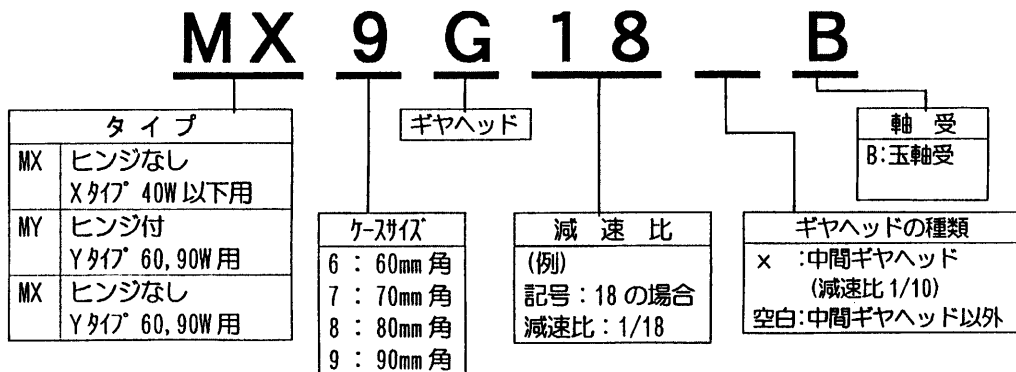 MX 9 G 18 B
タイプ
MX ヒンジなし
Xタイプ 40W以下用
MY ヒンジ付
Yタイプ 60,90W用
MX ヒンジなし
Yタイプ 60,90W用
ギヤヘッド
ケースサイズ
6 : 60mm角
7 : 70mm角
8 : 80mm角
9 : 90mm角
減速比
(例)
記号:18の場合
減速比:1/18
軸受
B:玉軸受
ギヤヘッドの種類
× :中間ギヤヘッド
(減速比1/10)
空白:中間ギヤヘッド以外